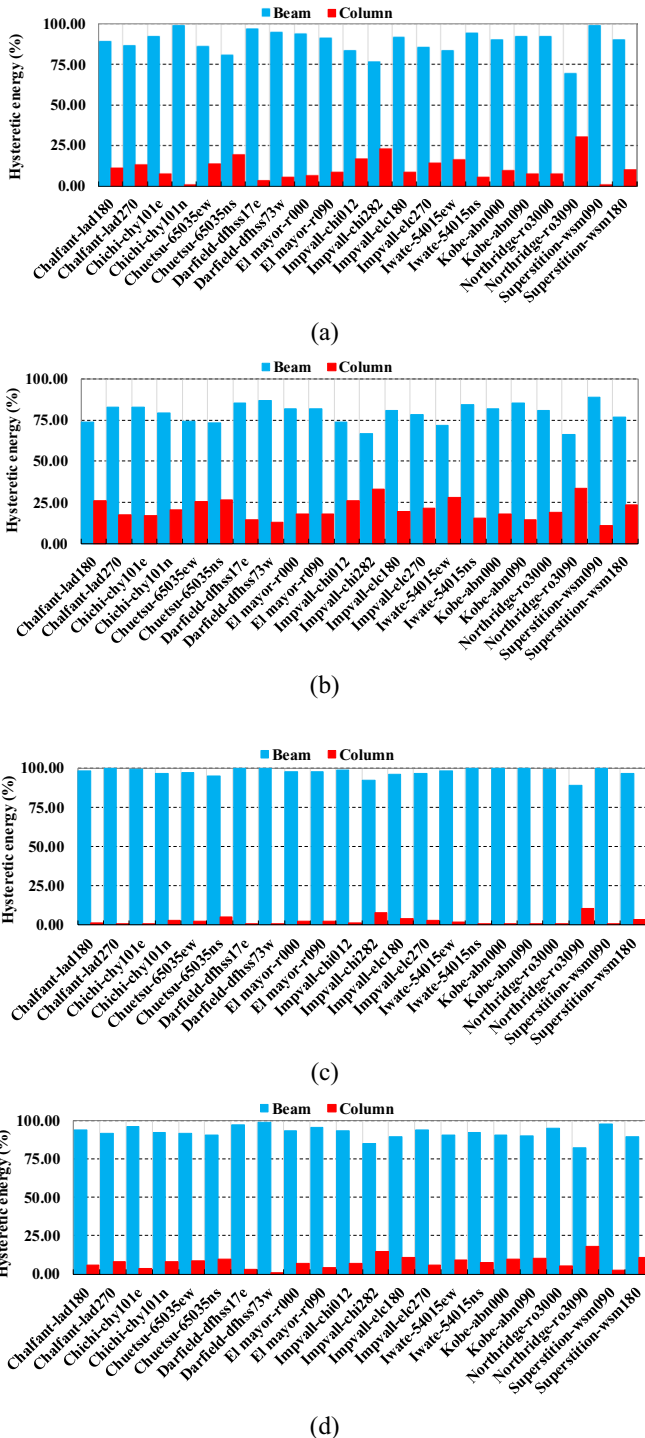 Beam Column
Hysteretic energy (%)
100.00
75.00
50.00
25.00
0.00
Chalfant-lad180
Chalfant-lad270
Chichi-chy101e
Chichi-chy101n
Chuetsu-65035ew
Chuetsu-65035ns
Darfield-dfhss17e
Darfield-dfhss73w
El mayor-r000
El mayor-r090
Impvall-chi012
Impvall-chi282
Impvall-elc180
Impvall-elc270
Iwate-54015ew
Iwate-54015ns
Kobe-abn000
Kobe-abn090
Northridge-ro3000
Northridge-ro3090
Superstition-wsm090
Superstition-wsm180
(a)
Beam Column
Hysteretic energy (%)
100.00
75.00
50.00
25.00
0.00
Chalfant-lad180
Chalfant-lad270
Chichi-chy101e
Chichi-chy101n
Chuetsu-65035ew
Chuetsu-65035ns
Darfield-dfhss17e
Darfield-dfhss73w
El mayor-r000
El mayor-r090
Impvall-chi012
Impvall-chi282
Impvall-elc180
Impvall-elc270
Iwate-54015ew
Iwate-54015ns
Kobe-abn000
Kobe-abn090
Northridge-ro3000
Northridge-ro3090
Superstition-wsm090
Superstition-wsm180
(b)
Beam Column
Hysteretic energy (%)
100.00
75.00
50.00
25.00
0.00
Chalfant-lad180
Chalfant-lad270
Chichi-chy101e
Chichi-chy101n
Chuetsu-65035ew
Chuetsu-65035ns
Darfield-dfhss17e
Darfield-dfhss73w
El mayor-r000
El mayor-r090
Impvall-chi012
Impvall-chi282
Impvall-elc180
Impvall-elc270
Iwate-54015ew
Iwate-54015ns
Kobe-abn000
Kobe-abn090
Northridge-ro3000
Northridge-ro3090
Superstition-wsm090
Superstition-wsm180
(c)
Beam Column
Hysteretic energy (%)
100.00
75.00
50.00
25.00
0.00
Chalfant-lad180
Chalfant-lad270
Chichi-chy101e
Chichi-chy101n
Chuetsu-65035ew
Chuetsu-65035ns
Darfield-dfhss17e
Darfield-dfhss73w
El mayor-r000
El mayor-r090
Impvall-chi012
Impvall-chi282
Impvall-elc180
Impvall-elc270
Iwate-54015ew
Iwate-54015ns
Kobe-abn000
Kobe-abn090
Northridge-ro3000
Northridge-ro3090
Superstition-wsm090
Superstition-wsm180
(d)